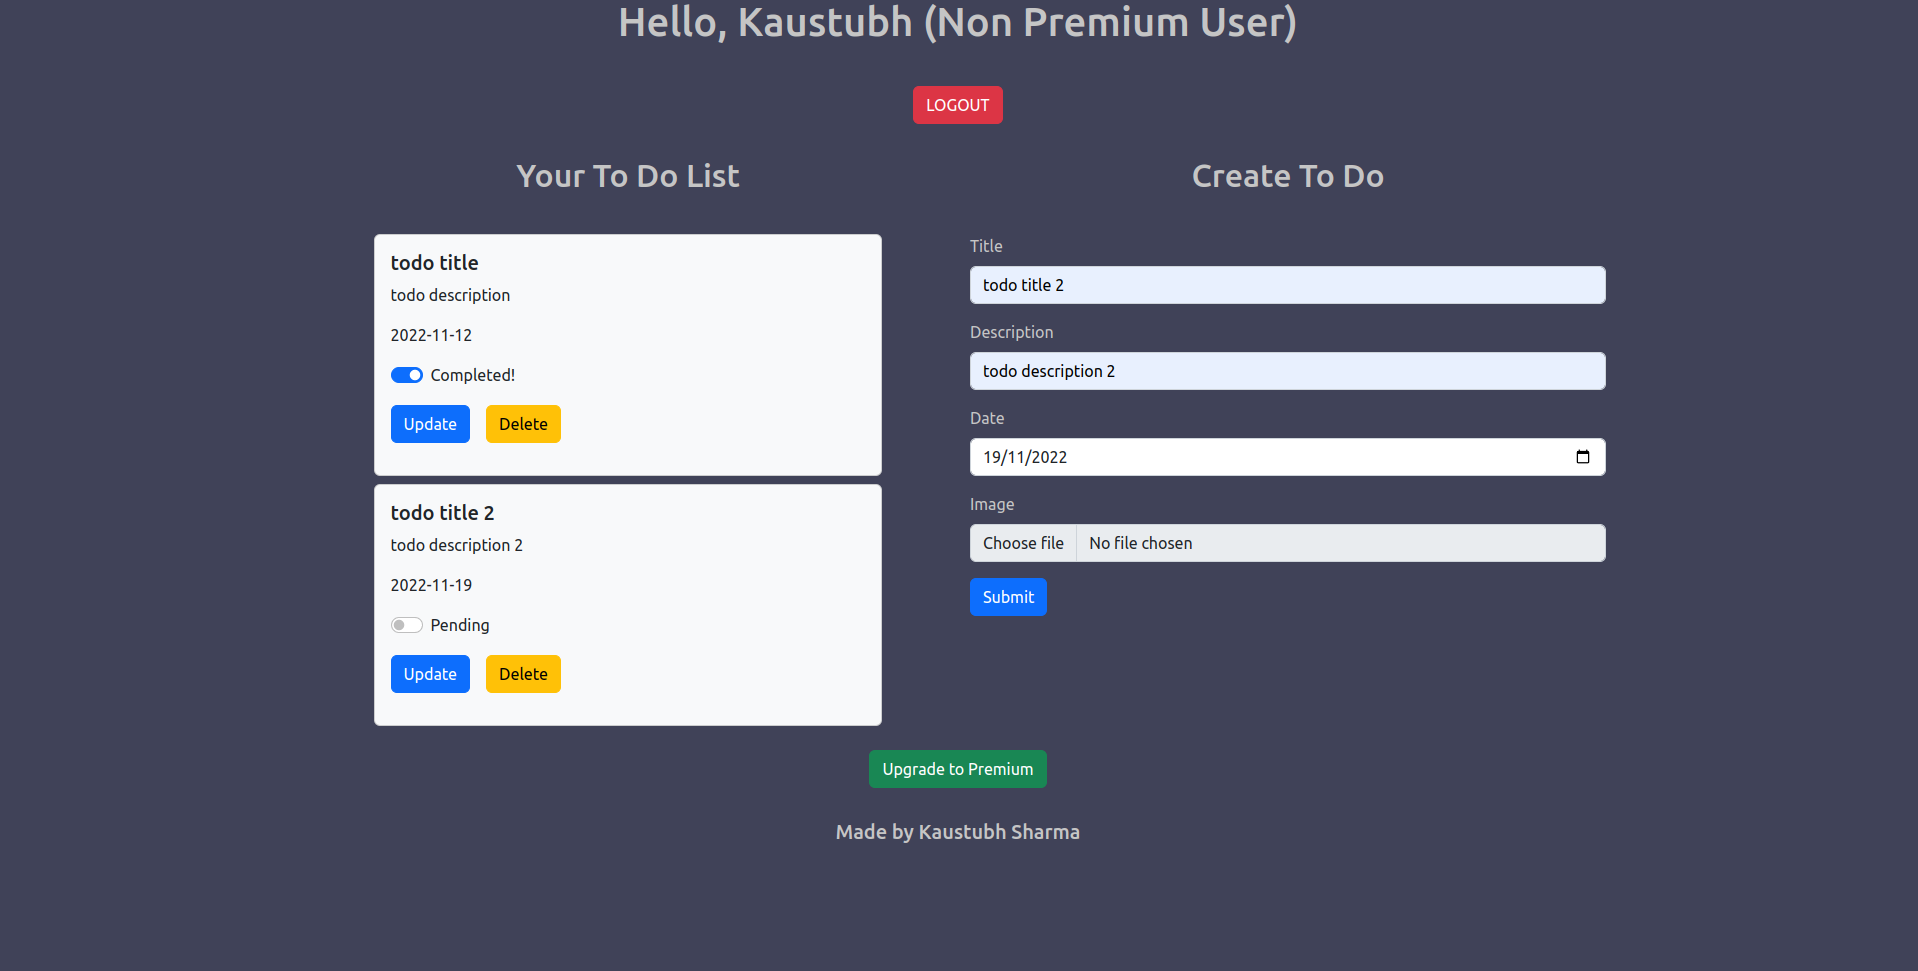 Hello, Kaustubh (Non Premium User)
LOGOUT
Your To Do List
todo title
todo description
2022-11-12
Completed!
Update Delete
todo title 2
todo description 2
2022-11-19
Pending
Update Delete
Create To Do
Title
todo title 2
Description
todo description 2
Date
19/11/2022
Image
Choose file No file chosen
Submit
Upgrade to Premium
Made by Kaustubh Sharma